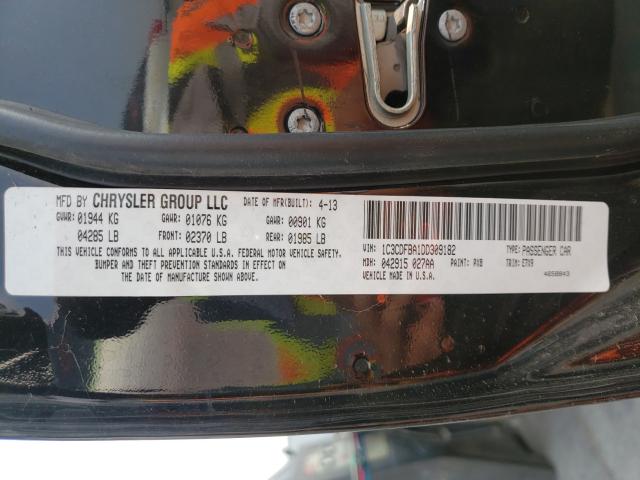 MFD BY CHRYSLER GROUP LLC DATE OF MFR(BUILT): 4-13
GVWR: 01944 KG GAWR: 01076 KG GAWR: 00901 KG
04285 LB FRONT: 02370 LB REAR: 01985 LB
THIS VEHICLE CONFORMS TO ALL APPLICABLE U.S.A. FEDERAL MOTOR VEHICLE SAFETY,
BUMPER AND THEFT PREVENTION STANDARDS IN EFFECT ON
THE DATE OF MANUFACTURE SHOWN ABOVE.
VIN: 1C3CDFBA1DD309182 TYPE: PASSENGER CAR
MDH: 042915 027AA PAINT: PXB TRIM: E7X9
VEHICLE MADE IN U.S.A. 4650843